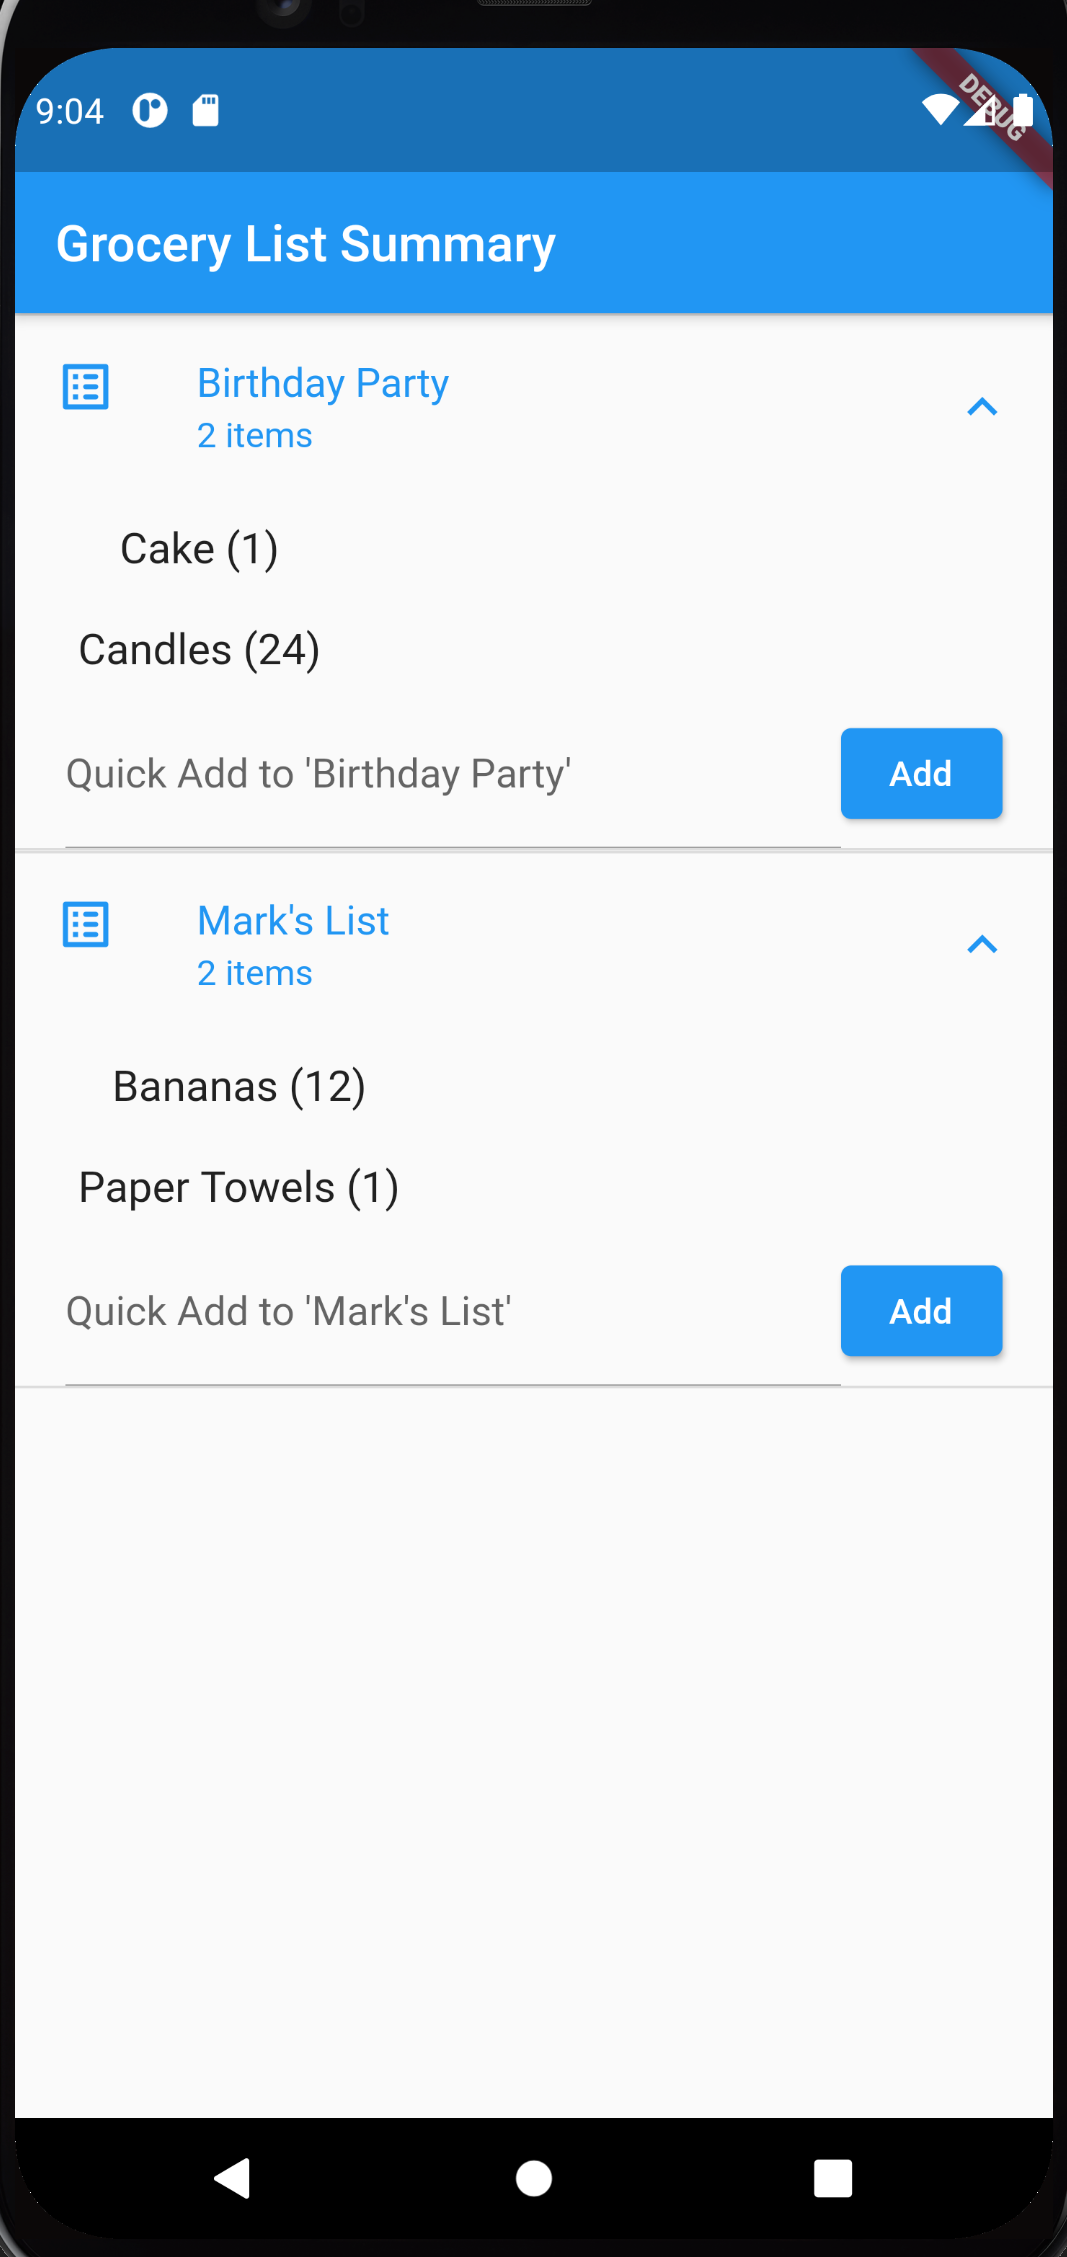 9:04
DEBUG
Grocery List Summary
Birthday Party
2 items
Cake (1)
Candles (24)
Quick Add to 'Birthday Party'
Add
Mark's List
2 items
Bananas (12)
Paper Towels (1)
Quick Add to 'Mark's List'
Add